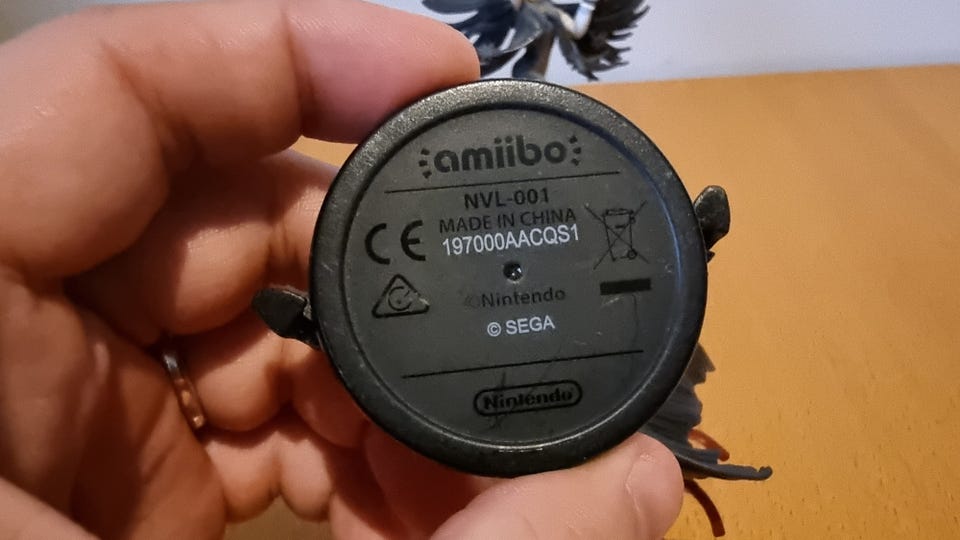 amiibo
NVL-001
MADE IN CHINA
CE
197000AACQS1
©Nintendo
© SEGA
Nintendo